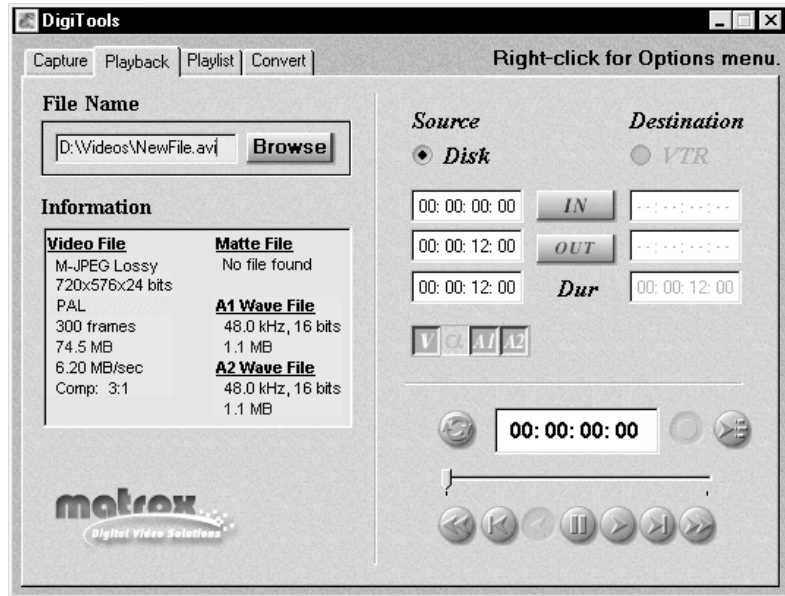 DigiTools
Capture Playback Playlist Convert
Right-click for Options menu.
File Name
D:\Videos\NewFile.avi Browse
Information
Video File
M-JPEG Lossy
720x576x24 bits
PAL
300 frames
74.5 MB
6.20 MB/sec
Comp: 3:1
Matte File
No file found
A1 Wave File
48.0 kHz, 16 bits
1.1 MB
A2 Wave File
48.0 kHz, 16 bits
1.1 MB
matrox
Digital Video Solutions
Source Destination
Disk VTR
00: 00: 00: 00 IN --:--:--:--
00: 00: 12: 00 OUT --:--:--:--
00: 00: 12: 00 Dur 00: 00: 12: 00
V α A1 A2
00: 00: 00: 00